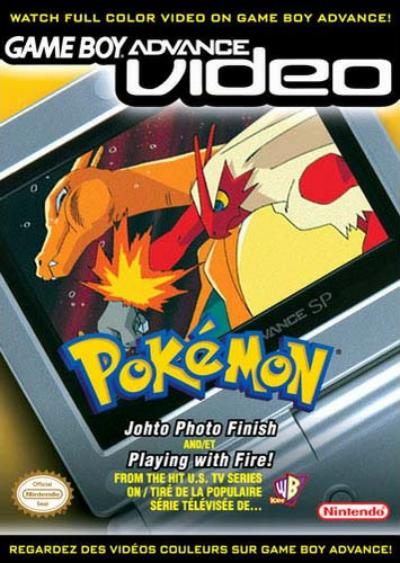 WATCH FULL COLOR VIDEO ON GAME BOY ADVANCE!
GAME BOY ADVANCE
Video
ADVANCE SP
POKéMON
Johto Photo Finish
AND/ET
Playing with Fire!
FROM THE HIT U.S. TV SERIES
ON / TIRÉ DE LA POPULAIRE
SÉRIE TÉLÉVISÉE DE...
Kids WB
Official
Nintendo
Seal
Nintendo
REGARDEZ DES VIDÉOS COULEURS SUR GAME BOY ADVANCE!